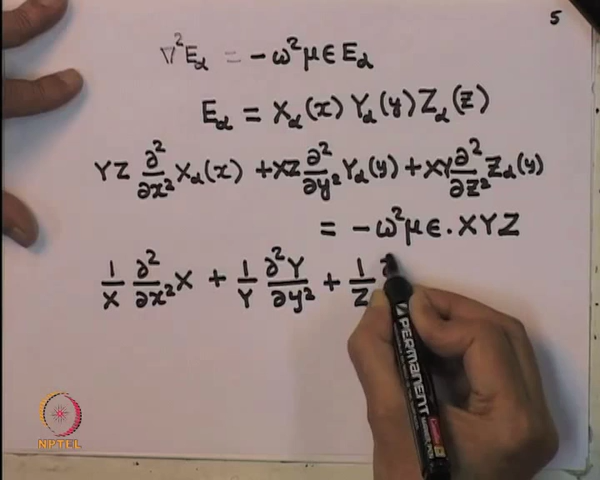 5
∇²E_α = -ω²μϵ E_α
E_α = X_α(x) Y_α(y) Z_α(z)
YZ ∂²/∂x² X_α(x) + XZ ∂²/∂y² Y_α(y) + XY ∂²/∂z² Z_α(y)
= -ω²μϵ . XYZ
1/X ∂²/∂x² X + 1/Y ∂²Y/∂y² + 1/Z
PERMANENT
NPTEL